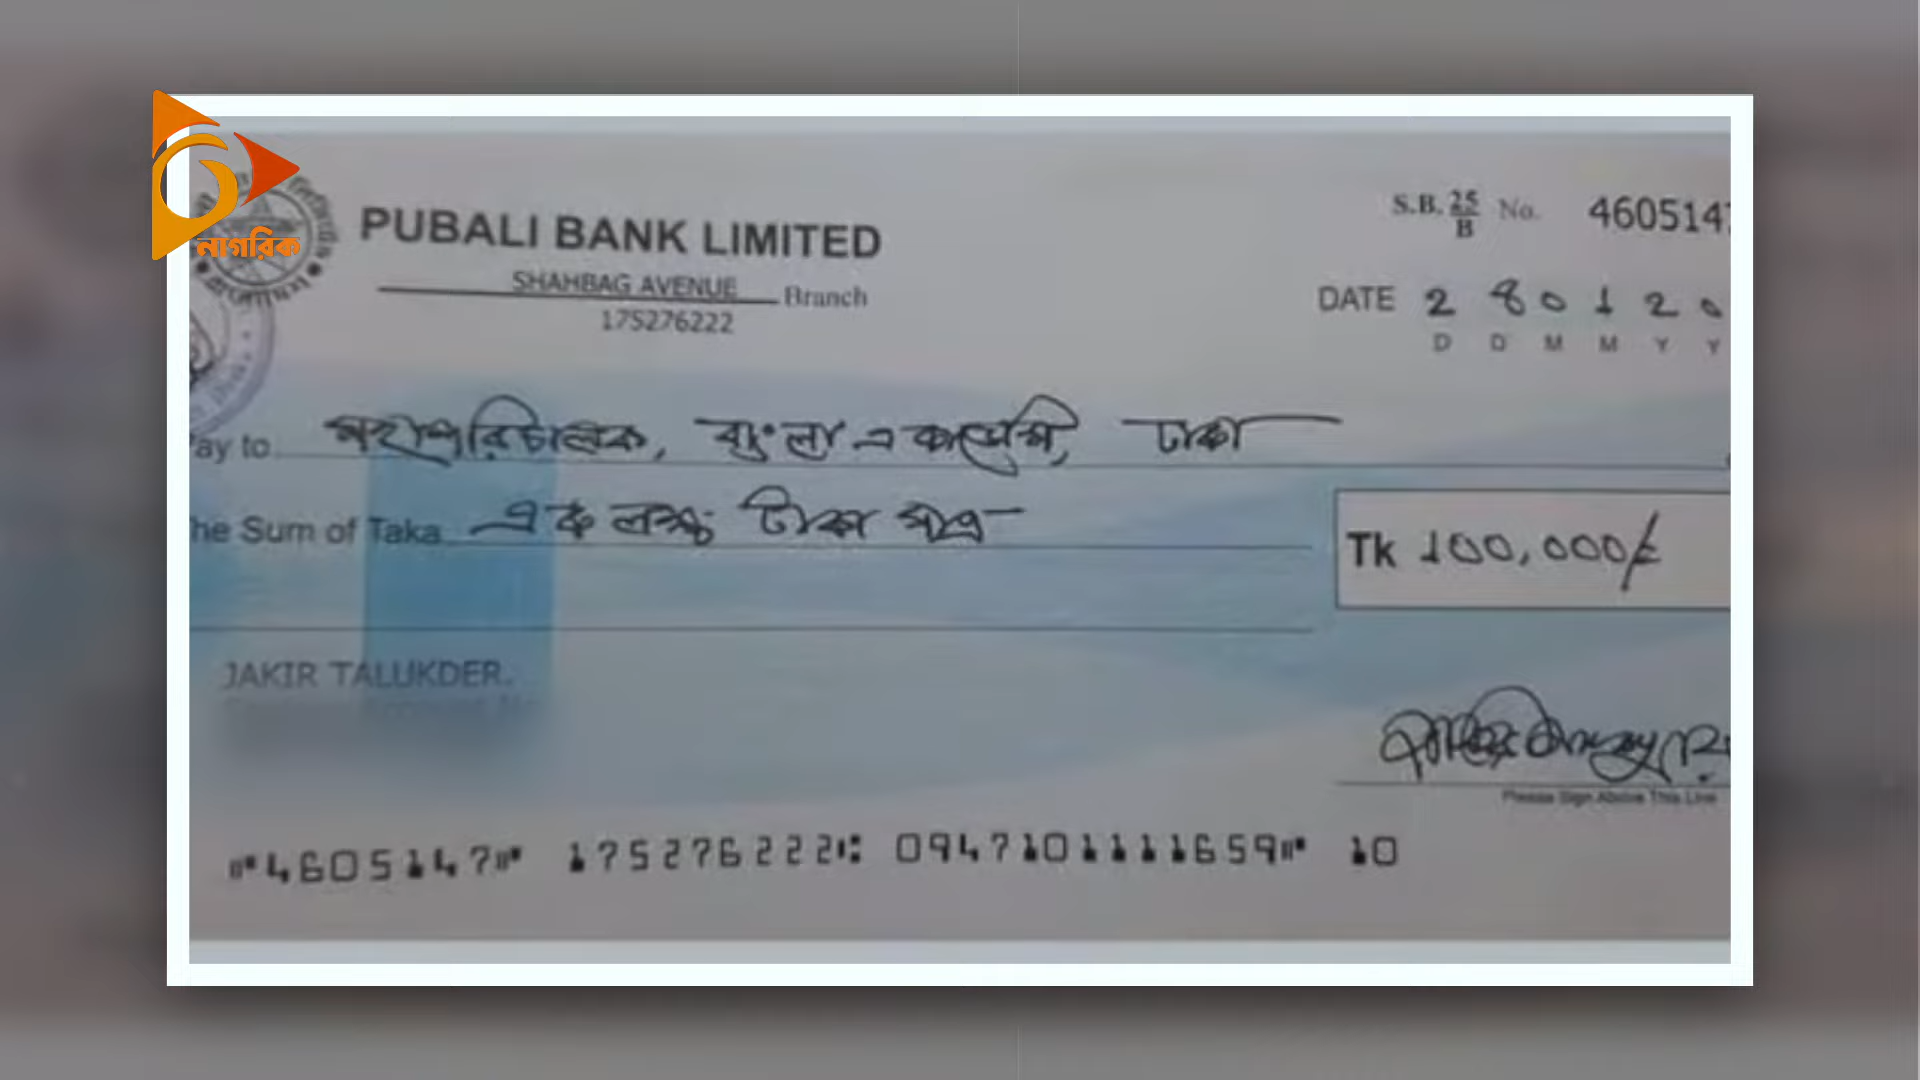 নাগরিক
PUBALI BANK LIMITED
SHAHBAG AVENUE Branch
175276222
S.B. 25/B No. 460514
DATE 2 8 0 1 2 0
D D M M Y Y
Pay to মহাপরিচালক, বাংলা একাডেমি, ঢাকা
The Sum of Taka এক লক্ষ টাকা মাত্র
Tk 100,000/=
JAKIR TALUKDER.
Please Sign Above This Line
"4605147" 175276222: 0947101111659" 10